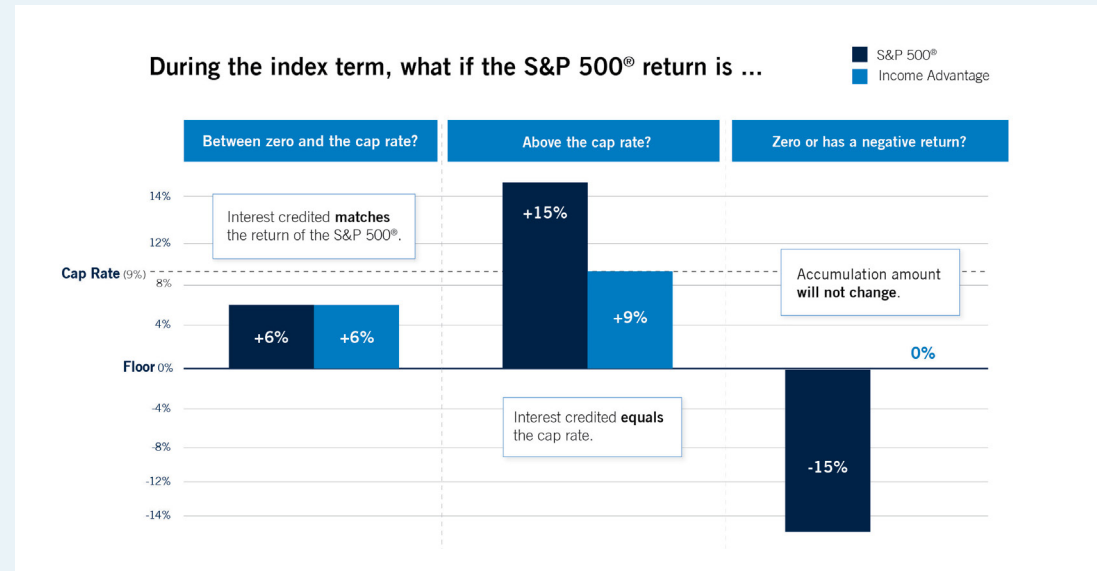 During the index term, what if the S&P 500® return is ...
S&P 500®
Income Advantage
Between zero and the cap rate?
Above the cap rate?
Zero or has a negative return?
14%
12%
Cap Rate (9%)
8%
4%
Floor 0%
-4%
-8%
-12%
-14%
Interest credited matches
the return of the S&P 500®.
+6%
+6%
+15%
+9%
Interest credited equals
the cap rate.
Accumulation amount
will not change.
0%
-15%